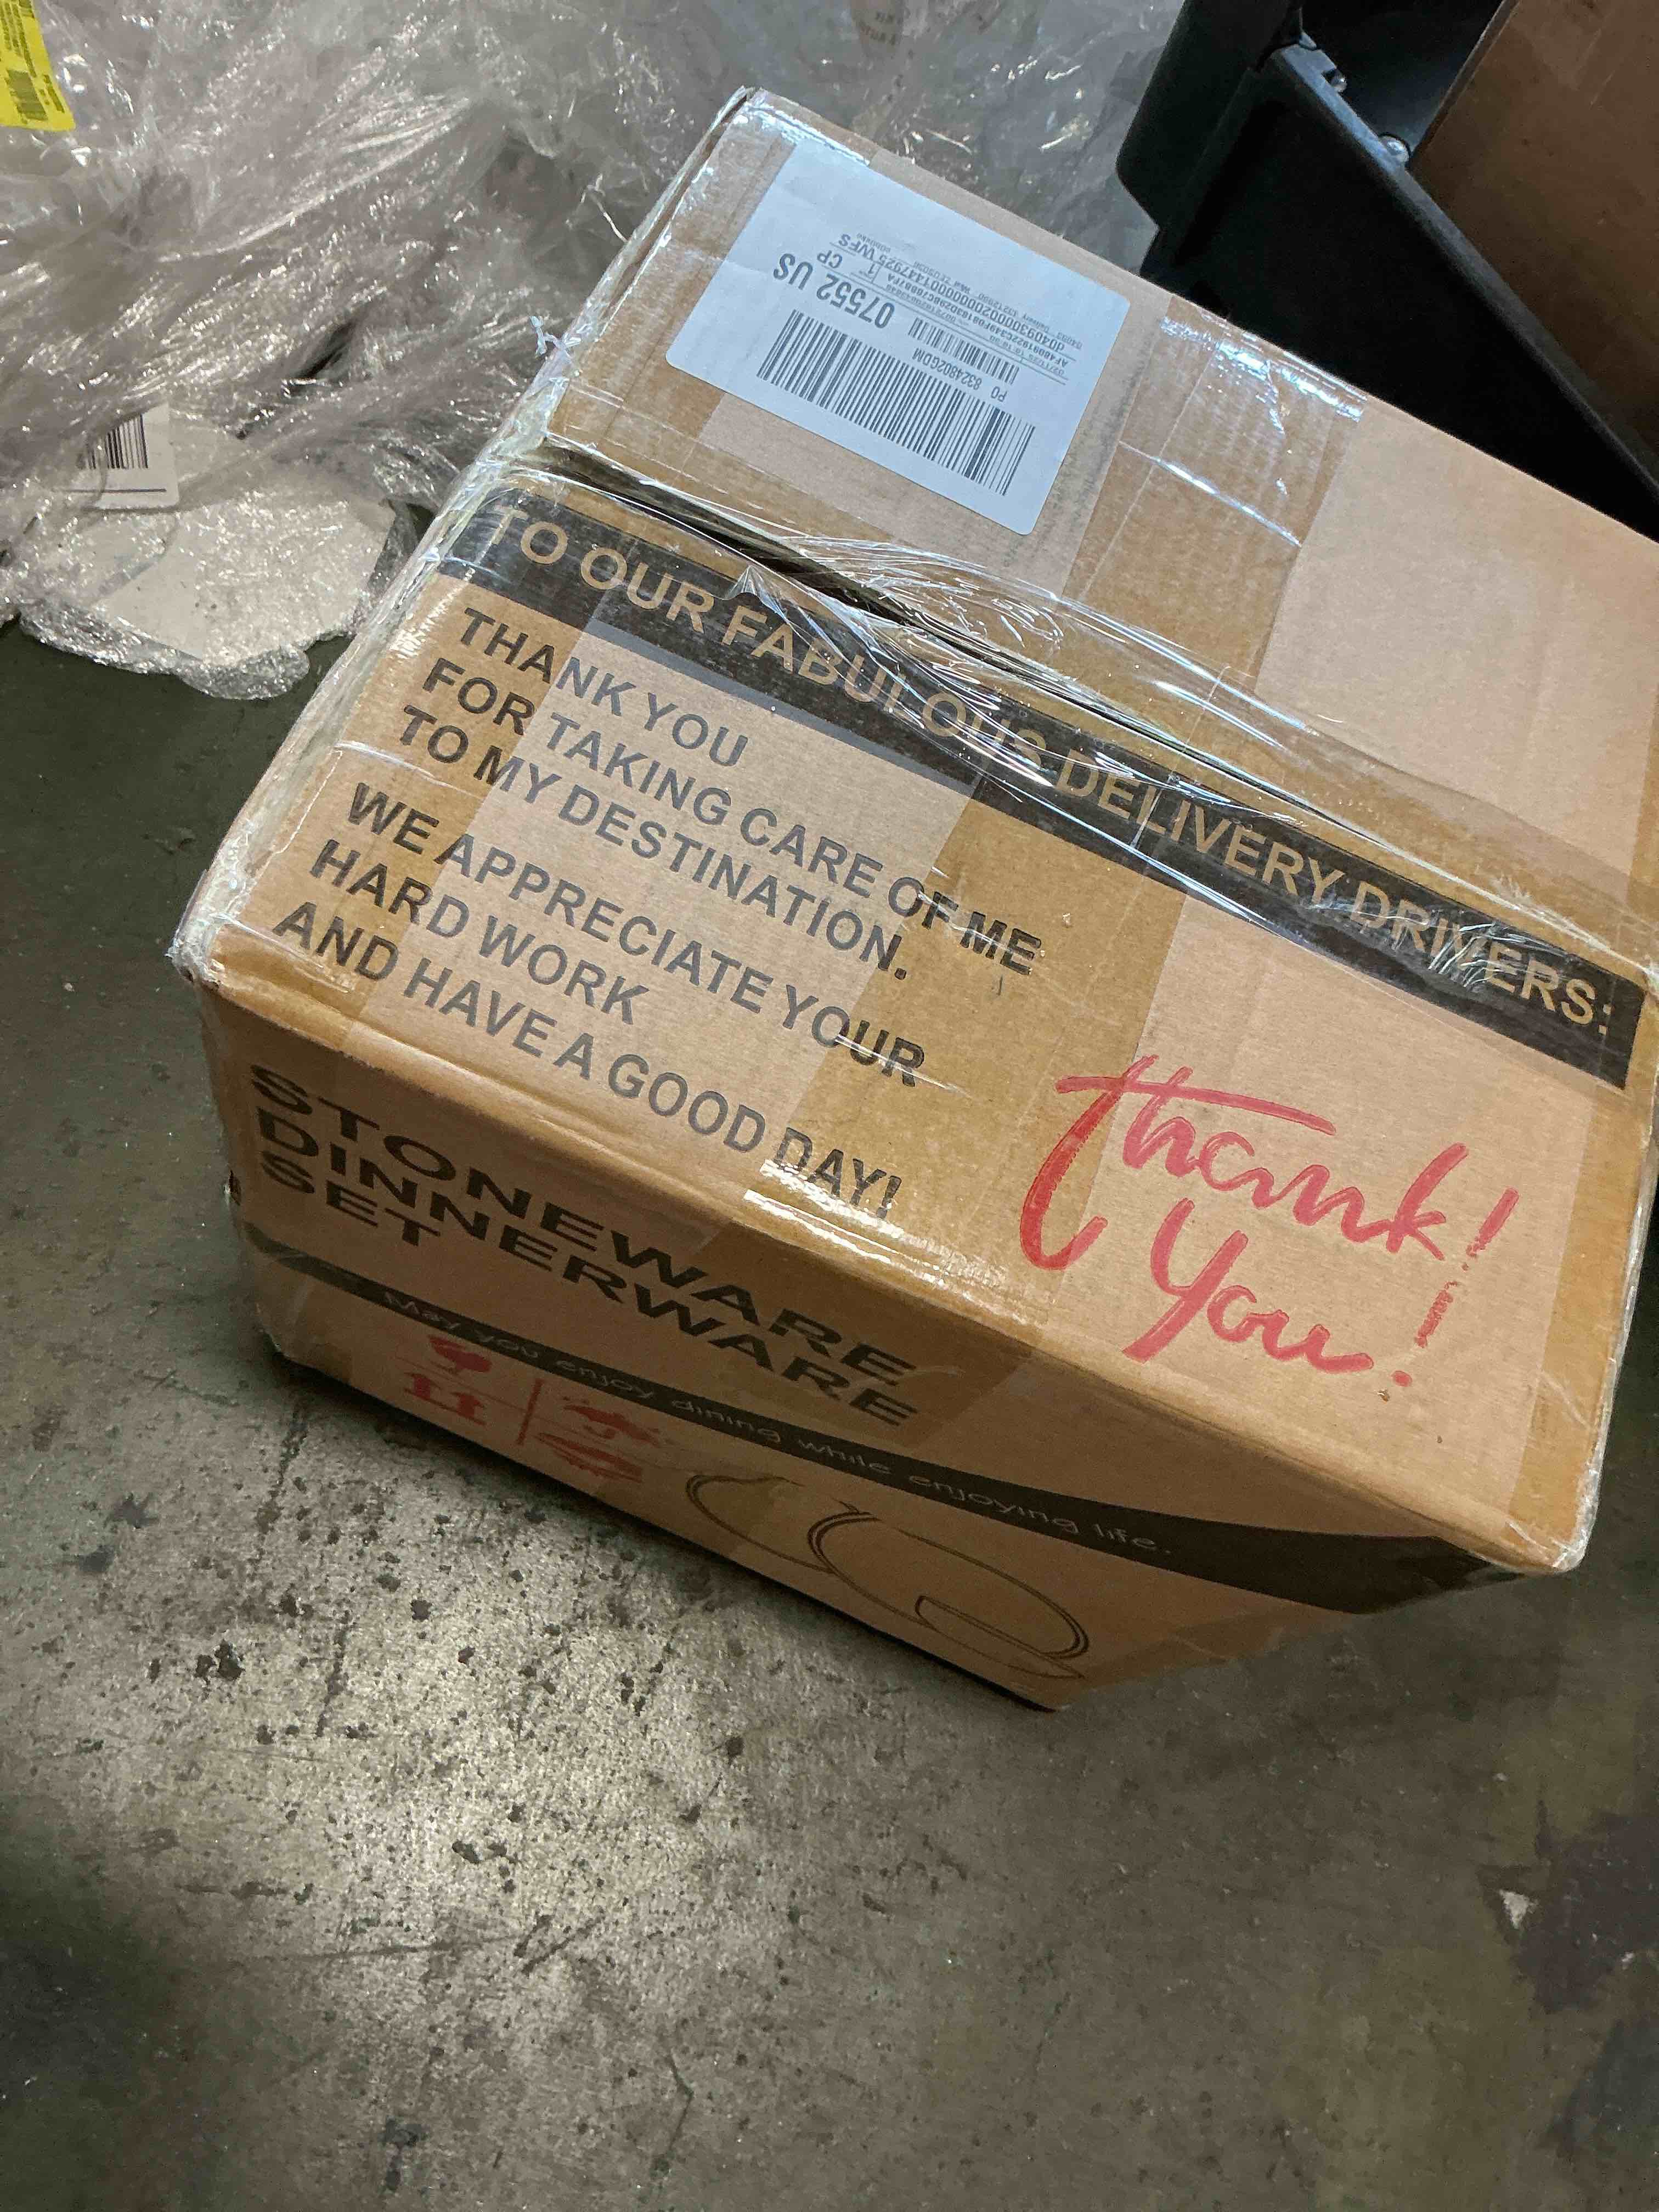 07552 US
PO 8324802GDM
TO OUR FABULOUS DELIVERY DRIVERS:
THANK YOU
FOR TAKING CARE OF ME
TO MY DESTINATION.
WE APPRECIATE YOUR
HARD WORK
AND HAVE A GOOD DAY!
thank!
You!
STONEWARE
DINNERWARE
SET
May you enjoy dining while enjoying life.